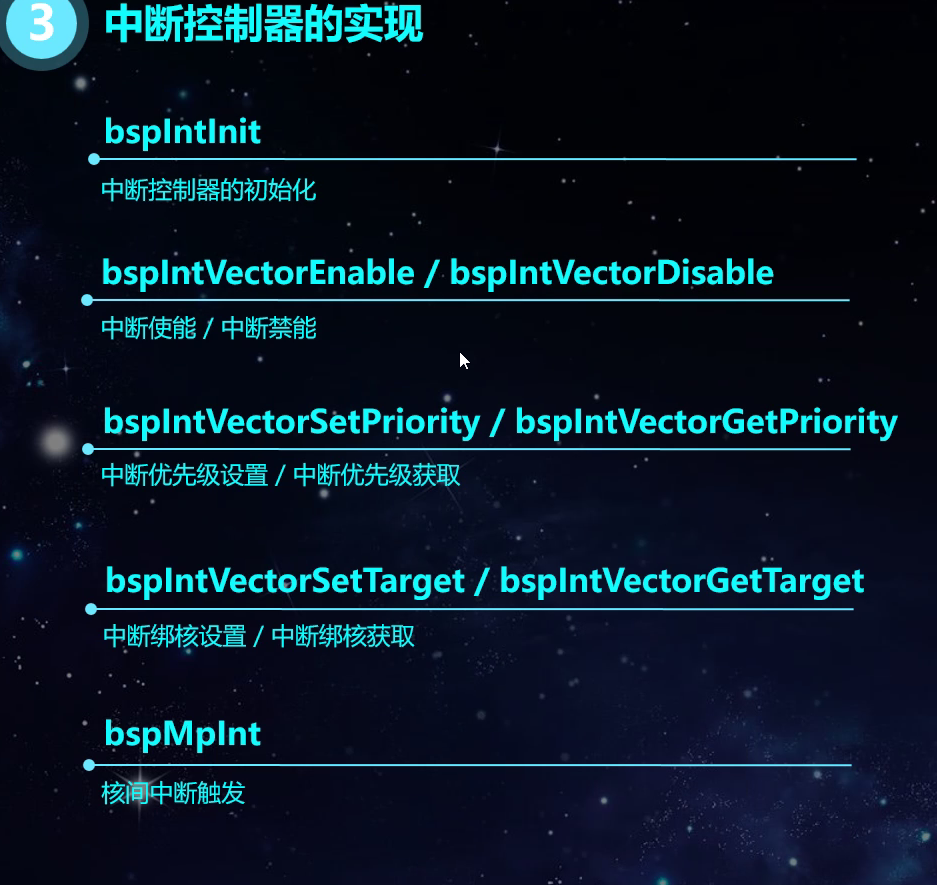 3
中断控制器的实现
bspIntInit
中断控制器的初始化
bspIntVectorEnable / bspIntVectorDisable
中断使能 / 中断禁能
bspIntVectorSetPriority / bspIntVectorGetPriority
中断优先级设置 / 中断优先级获取
bspIntVectorSetTarget / bspIntVectorGetTarget
中断绑核设置 / 中断绑核获取
bspMpInt
核间中断触发